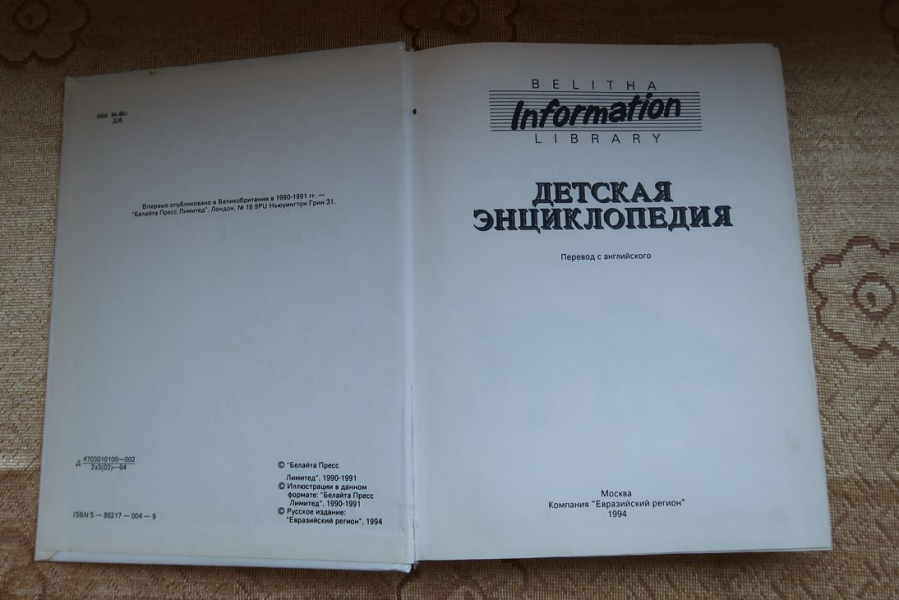 ББК 94.48г
Д38
Впервые опубликовано в Великобритании в 1990-1991 гг. —
"Белайта Пресс Лимитед", Лондон, № 16 9PU Ньюуингтрн Грин 31.
Д 4703010100—002
2х3(03)—94
ISBN 5 — 86217 — 004 — 9
© "Белайта Пресс
Лимитед", 1990-1991
© Иллюстрации в данном
формате: "Белайта Пресс
Лимитед", 1990-1991
© Русское издание:
"Евразийский регион", 1994
BELITHA
Information
LIBRARY
ДЕТСКАЯ
ЭНЦИКЛОПЕДИЯ
Перевод с английского
Москва
Компания "Евразийский регион"
1994